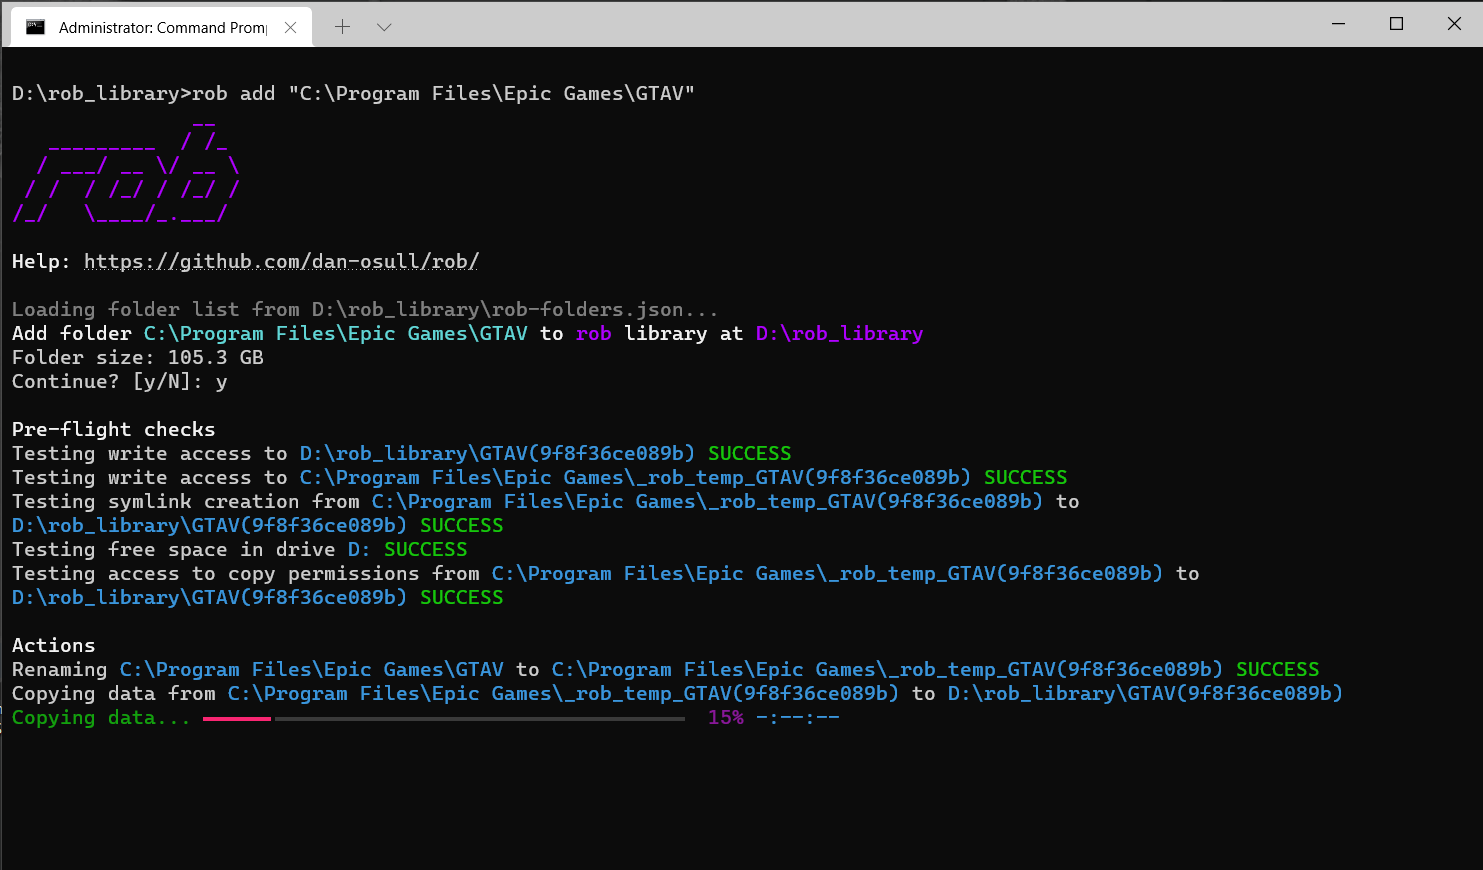 Administrator: Command Prom
D:\rob_library>rob add "C:\Program Files\Epic Games\GTAV"
                __
   _________  / /_
  / ___/ __ \/ __ \
 / /  / /_/ / /_/ /
/_/   \____/_.___/
Help: https://github.com/dan-osull/rob/
Loading folder list from D:\rob_library\rob-folders.json...
Add folder C:\Program Files\Epic Games\GTAV to rob library at D:\rob_library
Folder size: 105.3 GB
Continue? [y/N]: y
Pre-flight checks
Testing write access to D:\rob_library\GTAV(9f8f36ce089b) SUCCESS
Testing write access to C:\Program Files\Epic Games\_rob_temp_GTAV(9f8f36ce089b) SUCCESS
Testing symlink creation from C:\Program Files\Epic Games\_rob_temp_GTAV(9f8f36ce089b) to
D:\rob_library\GTAV(9f8f36ce089b) SUCCESS
Testing free space in drive D: SUCCESS
Testing access to copy permissions from C:\Program Files\Epic Games\_rob_temp_GTAV(9f8f36ce089b) to
D:\rob_library\GTAV(9f8f36ce089b) SUCCESS
Actions
Renaming C:\Program Files\Epic Games\GTAV to C:\Program Files\Epic Games\_rob_temp_GTAV(9f8f36ce089b) SUCCESS
Copying data from C:\Program Files\Epic Games\_rob_temp_GTAV(9f8f36ce089b) to D:\rob_library\GTAV(9f8f36ce089b)
Copying data... 15% -:--:--